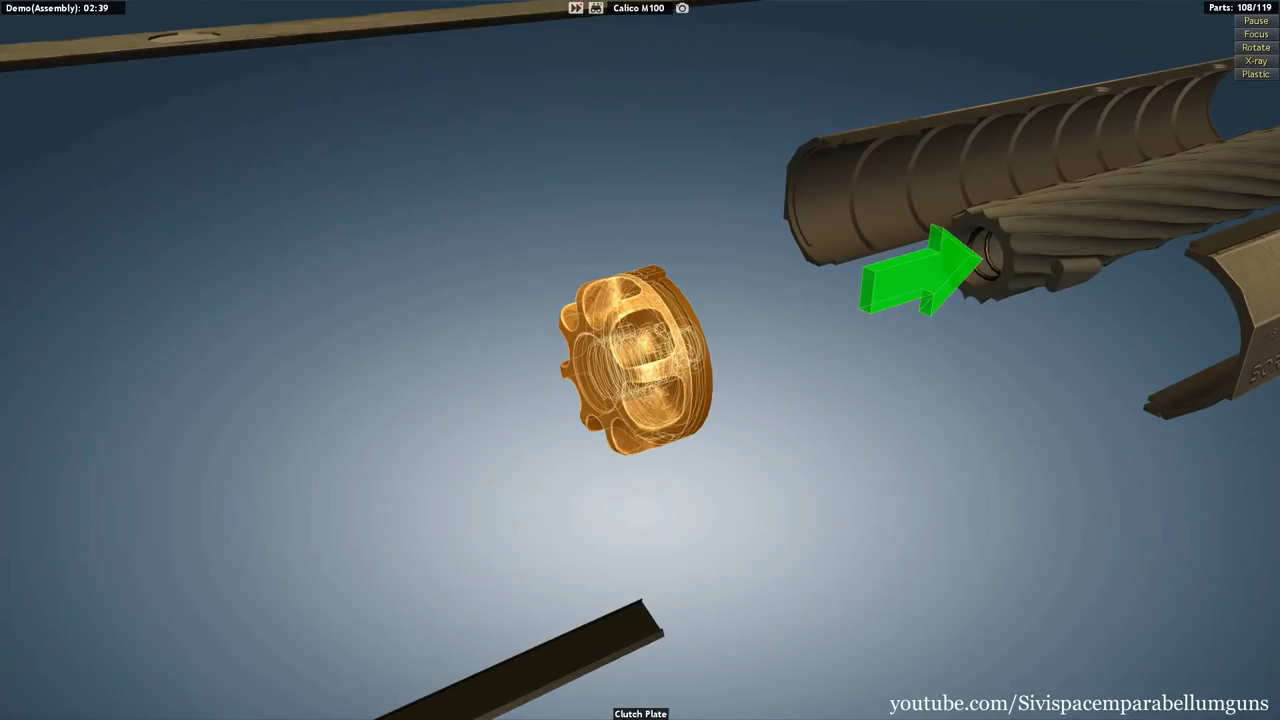 Demo(Assembly): 02:39
Calico M100
Parts: 108/119
Pause
Focus
Rotate
X-ray
Plastic
Clutch Plate
youtube.com/Sivispacemparabellumguns